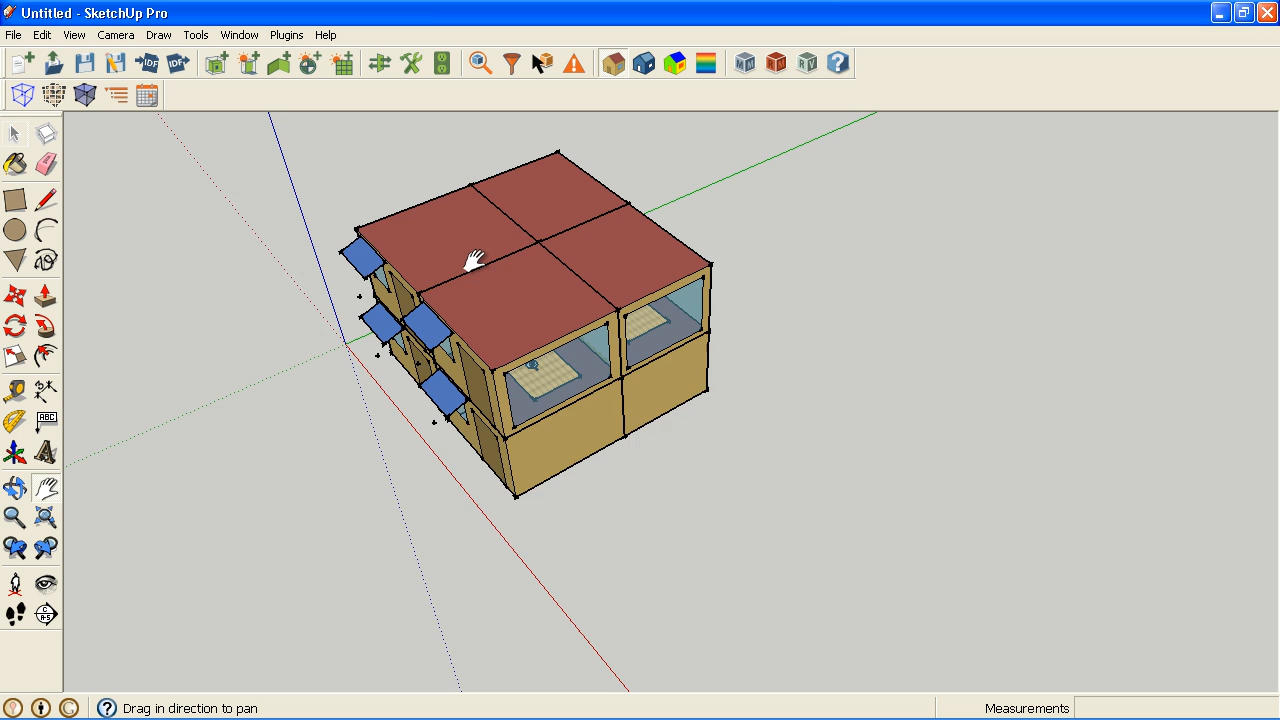 Untitled - SketchUp Pro
File Edit View Camera Draw Tools Window Plugins Help
IDF IDF
ABC
Drag in direction to pan
Measurements